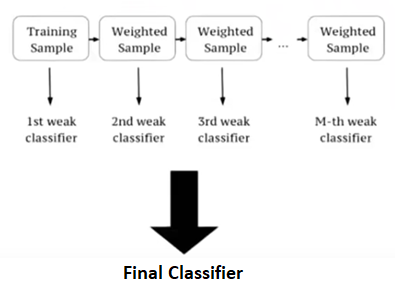 Training Weighted Weighted Weighted
Sample Sample Sample ... Sample
1st weak 2nd weak 3rd weak M-th weak
classifier classifier classifier classifier
Final Classifier